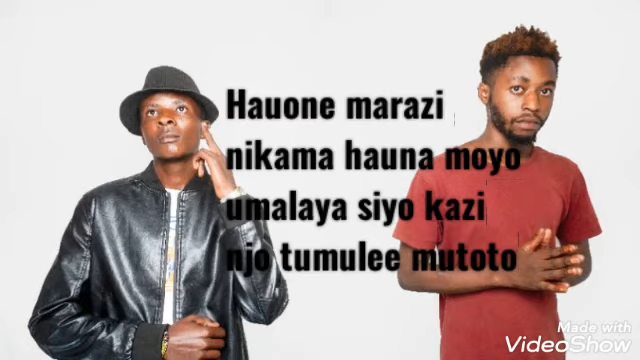 Hauone marazi
nikama hauna moyo
umalaya siyo kazi
njo tumulee mutoto
Made with
VideoShow